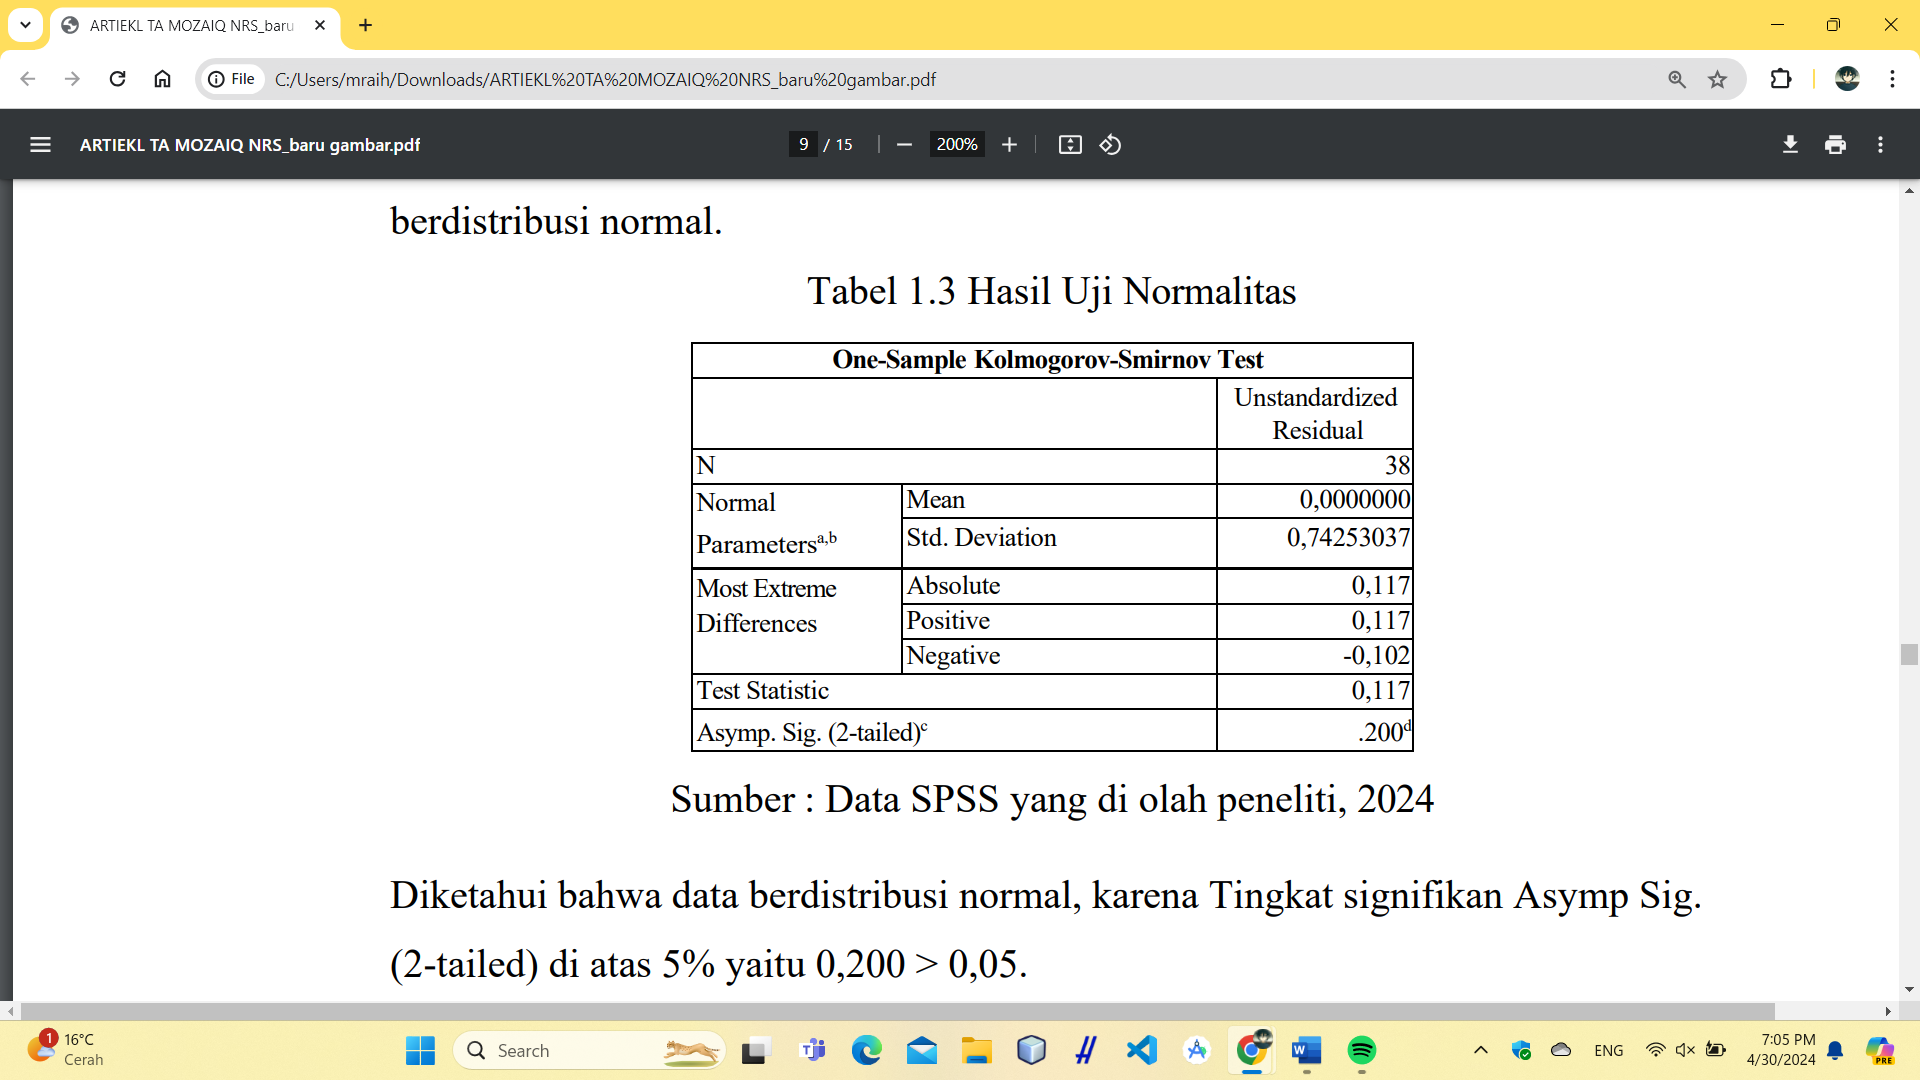 ARTIEKL TA MOZAIQ NRS_baru
File
C:/Users/mraih/Downloads/ARTIEKL%20TA%20MOZAIQ%20NRS_baru%20gambar.pdf
ARTIEKL TA MOZAIQ NRS_baru gambar.pdf
9 / 15
200%
berdistribusi normal.
Tabel 1.3 Hasil Uji Normalitas
One-Sample Kolmogorov-Smirnov Test
Unstandardized
Residual
N 38
Normal
Parametersa,b
Mean 0,0000000
Std. Deviation 0,74253037
Most Extreme
Differences
Absolute 0,117
Positive 0,117
Negative -0,102
Test Statistic 0,117
Asymp. Sig. (2-tailed)c .200d
Sumber : Data SPSS yang di olah peneliti, 2024
Diketahui bahwa data berdistribusi normal, karena Tingkat signifikan Asymp Sig.
(2-tailed) di atas 5% yaitu 0,200 > 0,05.
1
16°C
Cerah
Search
ENG
7:05 PM
4/30/2024
PRE